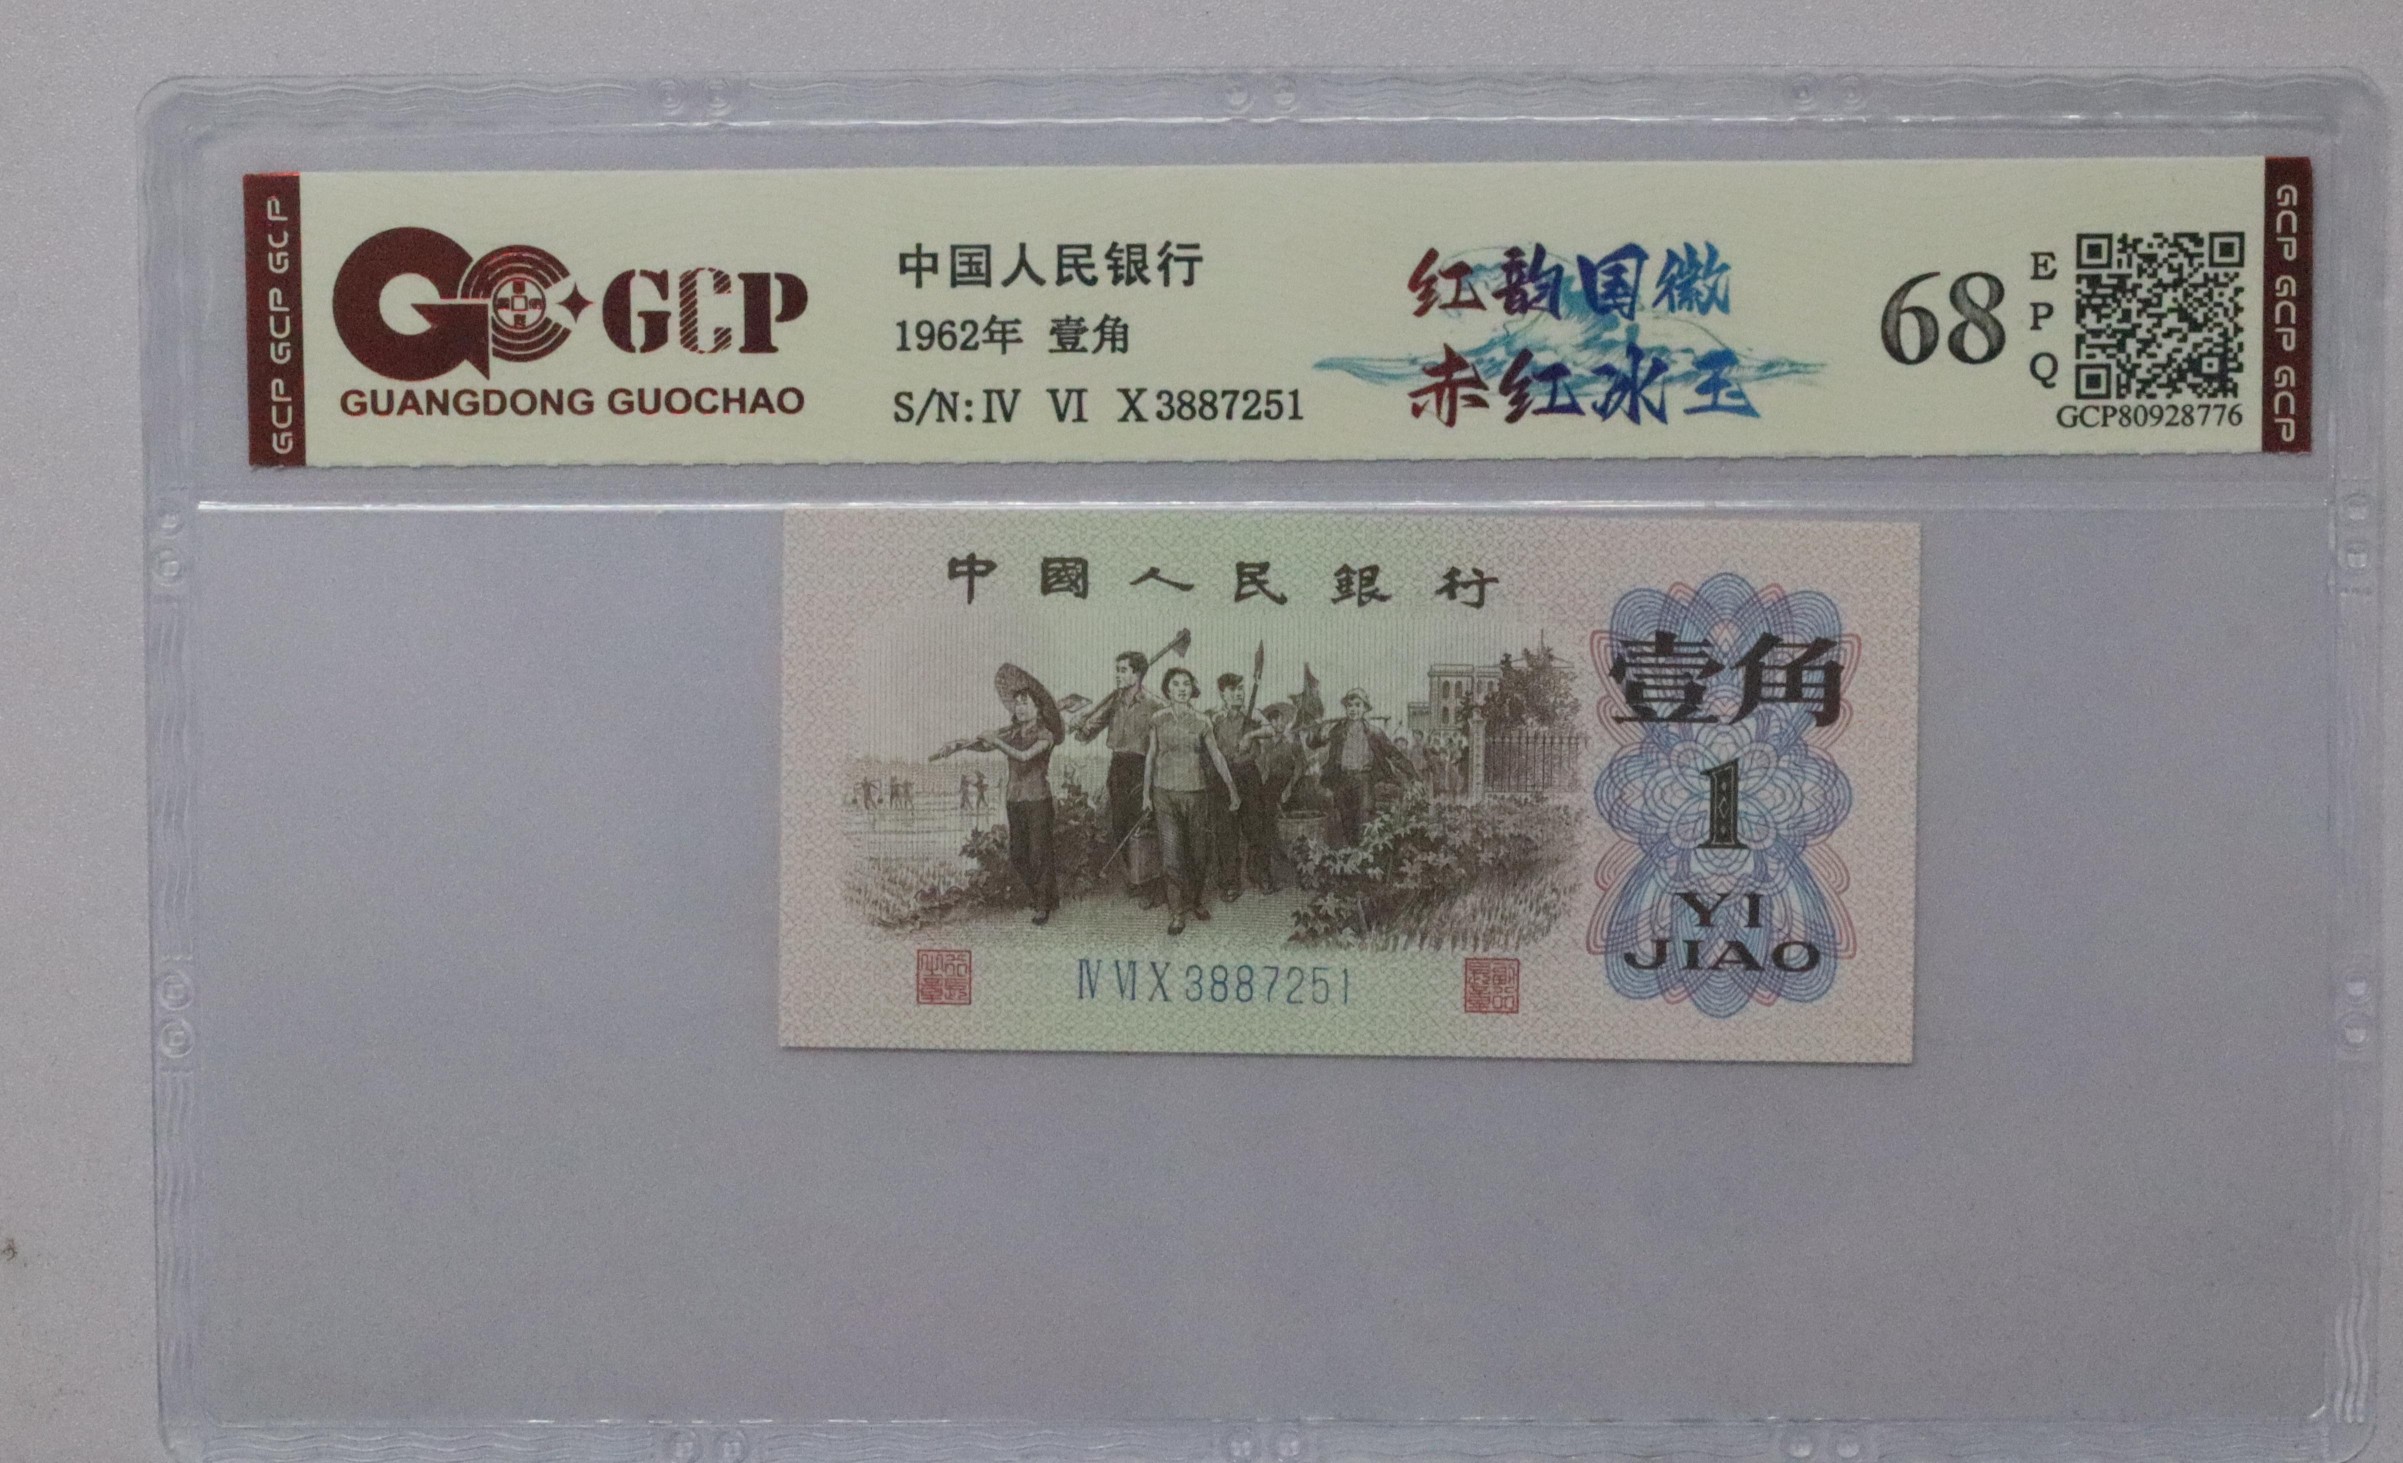 GCP GCP GCP
GCP
GUANGDONG GUOCHAO
中国人民银行
1962年 壹角
S/N: IV VI X 3887251
红韵国徽
赤红冰玉
68
E
P
Q
GCP80928776
GCP GCP GCP
中國人民銀行
壹角
1
YI
JIAO
IV VI X 3887251